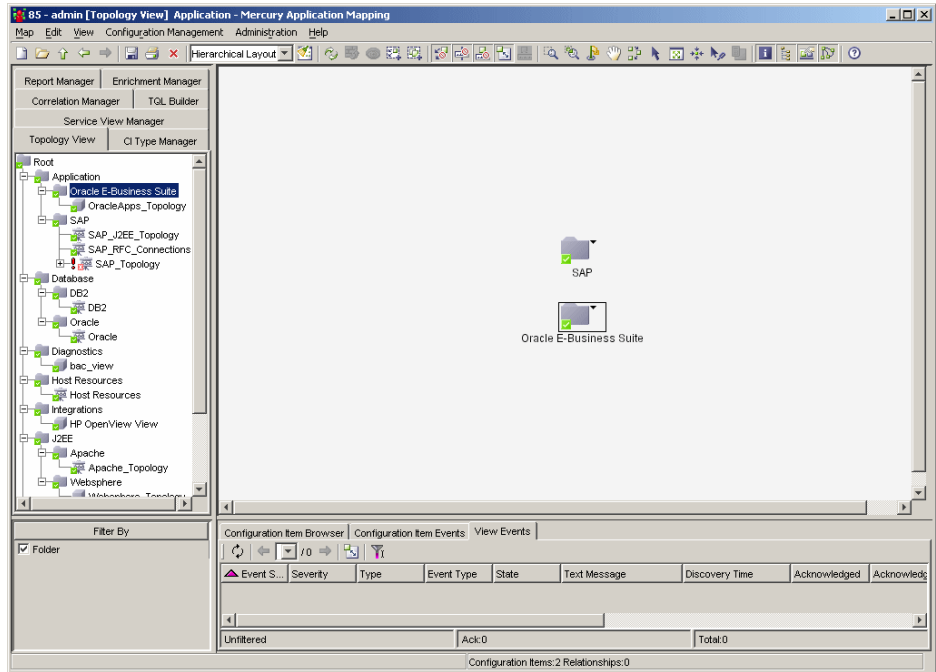 85 - admin [Topology View] Application - Mercury Application Mapping
Map Edit View Configuration Management Administration Help
Hierarchical Layout
Report Manager Enrichment Manager
Correlation Manager TQL Builder
Service View Manager
Topology View CI Type Manager
Root
Application
Oracle E-Business Suite
OracleApps_Topology
SAP
SAP_J2EE_Topology
SAP_RFC_Connections
SAP_Topology
Database
DB2
DB2
Oracle
Oracle
Diagnostics
bac_view
Host Resources
Host Resources
Integrations
HP OpenView View
J2EE
Apache
Apache_Topology
Websphere
Websphere_Topology
SAP
Oracle E-Business Suite
Filter By
Folder
Configuration Item Browser Configuration Item Events View Events
/0
Event S... Severity Type Event Type State Text Message Discovery Time Acknowledged Acknowledg
Unfiltered Ack:0 Total:0
Configuration Items:2 Relationships:0